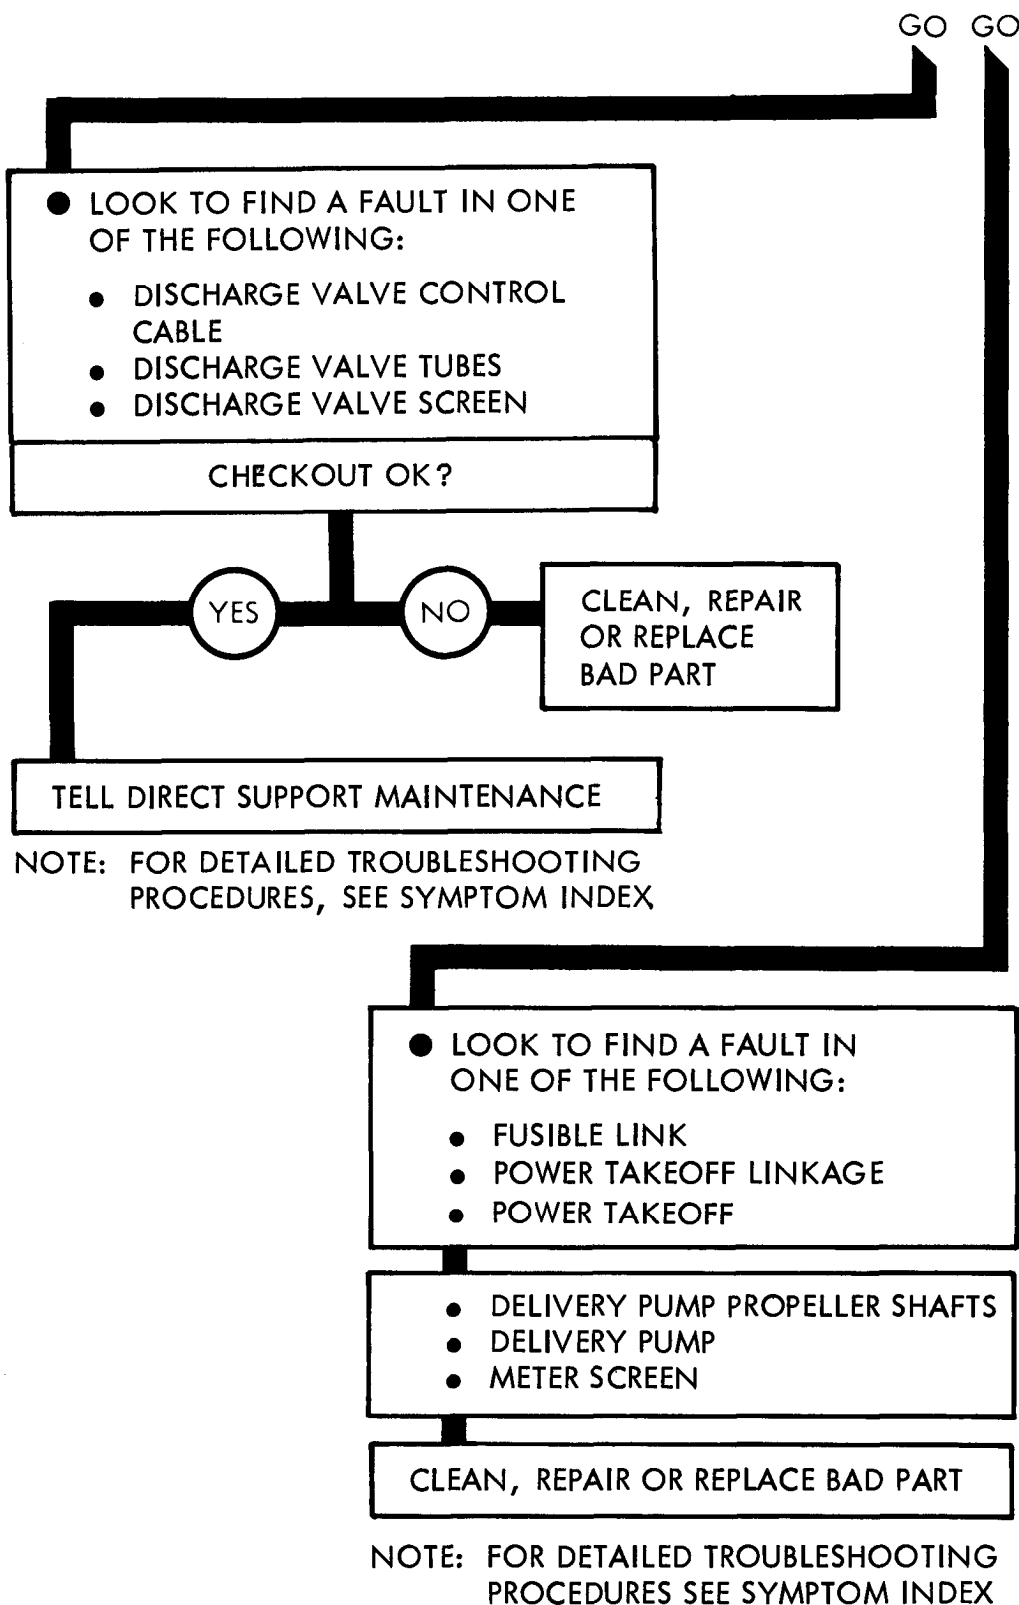 GO GO
● LOOK TO FIND A FAULT IN ONE
OF THE FOLLOWING:
● DISCHARGE VALVE CONTROL
CABLE
● DISCHARGE VALVE TUBES
● DISCHARGE VALVE SCREEN
CHECKOUT OK?
YES
NO
CLEAN, REPAIR
OR REPLACE
BAD PART
TELL DIRECT SUPPORT MAINTENANCE
NOTE: FOR DETAILED TROUBLESHOOTING
PROCEDURES, SEE SYMPTOM INDEX
● LOOK TO FIND A FAULT IN
ONE OF THE FOLLOWING:
● FUSIBLE LINK
● POWER TAKEOFF LINKAGE
● POWER TAKEOFF
● DELIVERY PUMP PROPELLER SHAFTS
● DELIVERY PUMP
● METER SCREEN
CLEAN, REPAIR OR REPLACE BAD PART
NOTE: FOR DETAILED TROUBLESHOOTING
PROCEDURES SEE SYMPTOM INDEX